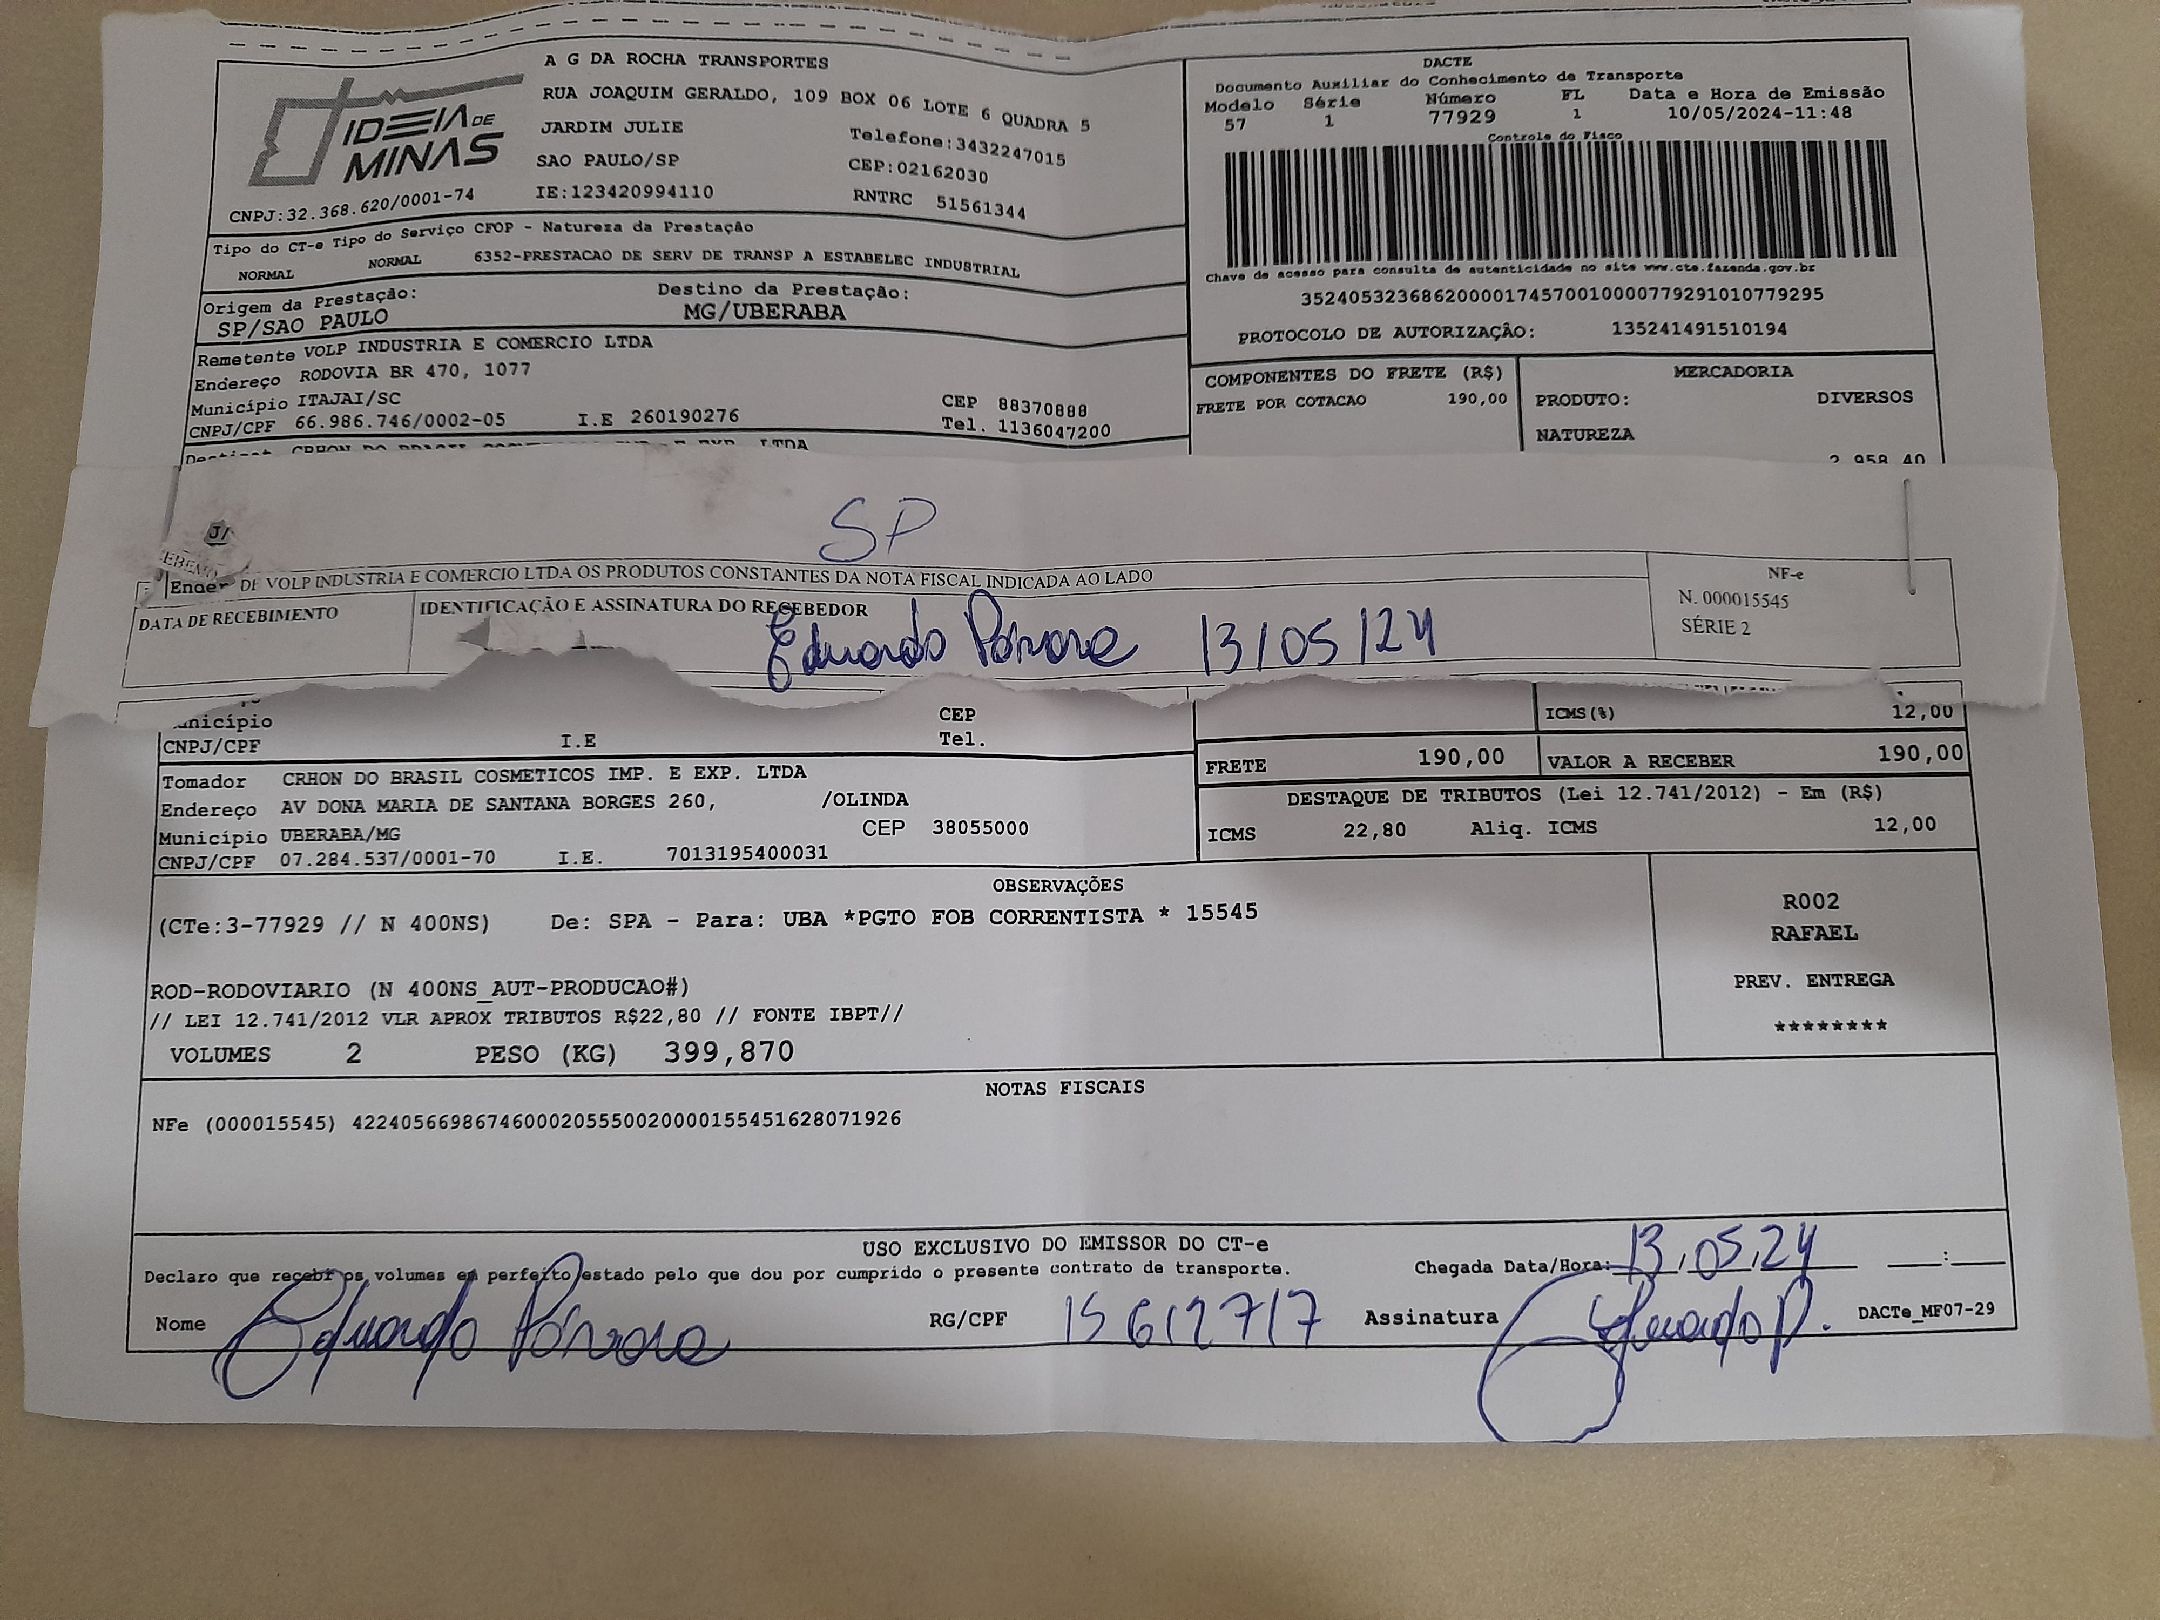 A G DA ROCHA TRANSPORTES
RUA JOAQUIM GERALDO, 109 BOX 06 LOTE 6 QUADRA 5
JARDIM JULIE Telefone:3432247015
SAO PAULO/SP CEP:02162030
IE:123420994110 RNTRC 51561344
IDEIA DE
MINAS
CNPJ:32.368.620/0001-74
DACTE
Documento Auxiliar do Conhecimento de Transporte
Modelo Série Número FL Data e Hora de Emissão
57 1 77929 1 10/05/2024-11:48
Controle do Fisco
Chave de acesso para consulta de autenticidade no site www.cte.fazenda.gov.br
35240532368620000174570010000779291010779295
PROTOCOLO DE AUTORIZAÇÃO: 135241491510194
Tipo do CT-e Tipo do Serviço CFOP - Natureza da Prestação
NORMAL NORMAL 6352-PRESTACAO DE SERV DE TRANSP A ESTABELEC INDUSTRIAL
Origem da Prestação: Destino da Prestação:
SP/SAO PAULO MG/UBERABA
Remetente VOLP INDUSTRIA E COMERCIO LTDA
Endereço RODOVIA BR 470, 1077
Município ITAJAI/SC CEP 88370888
CNPJ/CPF 66.986.746/0002-05 I.E 260190276 Tel. 1136047200
COMPONENTES DO FRETE (R$) MERCADORIA
FRETE POR COTACAO 190,00 PRODUTO: DIVERSOS
NATUREZA
2.958,40
SP
DE VOLP INDUSTRIA E COMERCIO LTDA OS PRODUTOS CONSTANTES DA NOTA FISCAL INDICADA AO LADO
DATA DE RECEBIMENTO IDENTIFICAÇÃO E ASSINATURA DO RECEBEDOR
Eduardo 13/05/24
NF-e
N. 000015545
SÉRIE 2
CEP
CNPJ/CPF I.E Tel.
ICMS(%) 12,00
FRETE 190,00 VALOR A RECEBER 190,00
Tomador CRHON DO BRASIL COSMETICOS IMP. E EXP. LTDA
Endereço AV DONA MARIA DE SANTANA BORGES 260, /OLINDA
Município UBERABA/MG CEP 38055000
CNPJ/CPF 07.284.537/0001-70 I.E. 7013195400031
DESTAQUE DE TRIBUTOS (Lei 12.741/2012) - Em (R$)
ICMS 22,80 Aliq. ICMS 12,00
OBSERVAÇÕES
(CTe:3-77929 // N 400NS) De: SPA - Para: UBA *PGTO FOB CORRENTISTA * 15545
ROD-RODOVIARIO (N 400NS_AUT-PRODUCAO#)
// LEI 12.741/2012 VLR APROX TRIBUTOS R$22,80 // FONTE IBPT//
VOLUMES 2 PESO (KG) 399,870
R002
RAFAEL
PREV. ENTREGA
********
NOTAS FISCAIS
NFe (000015545) 42240566986746000205550020000155451628071926
USO EXCLUSIVO DO EMISSOR DO CT-e
Declaro que recebi os volumes em perfeito estado pelo que dou por cumprido o presente contrato de transporte. Chegada Data/Hora: 13.05.24 __:__
Nome Eduardo RG/CPF 15612717 Assinatura Eduardo P. DACTe_MF07-29